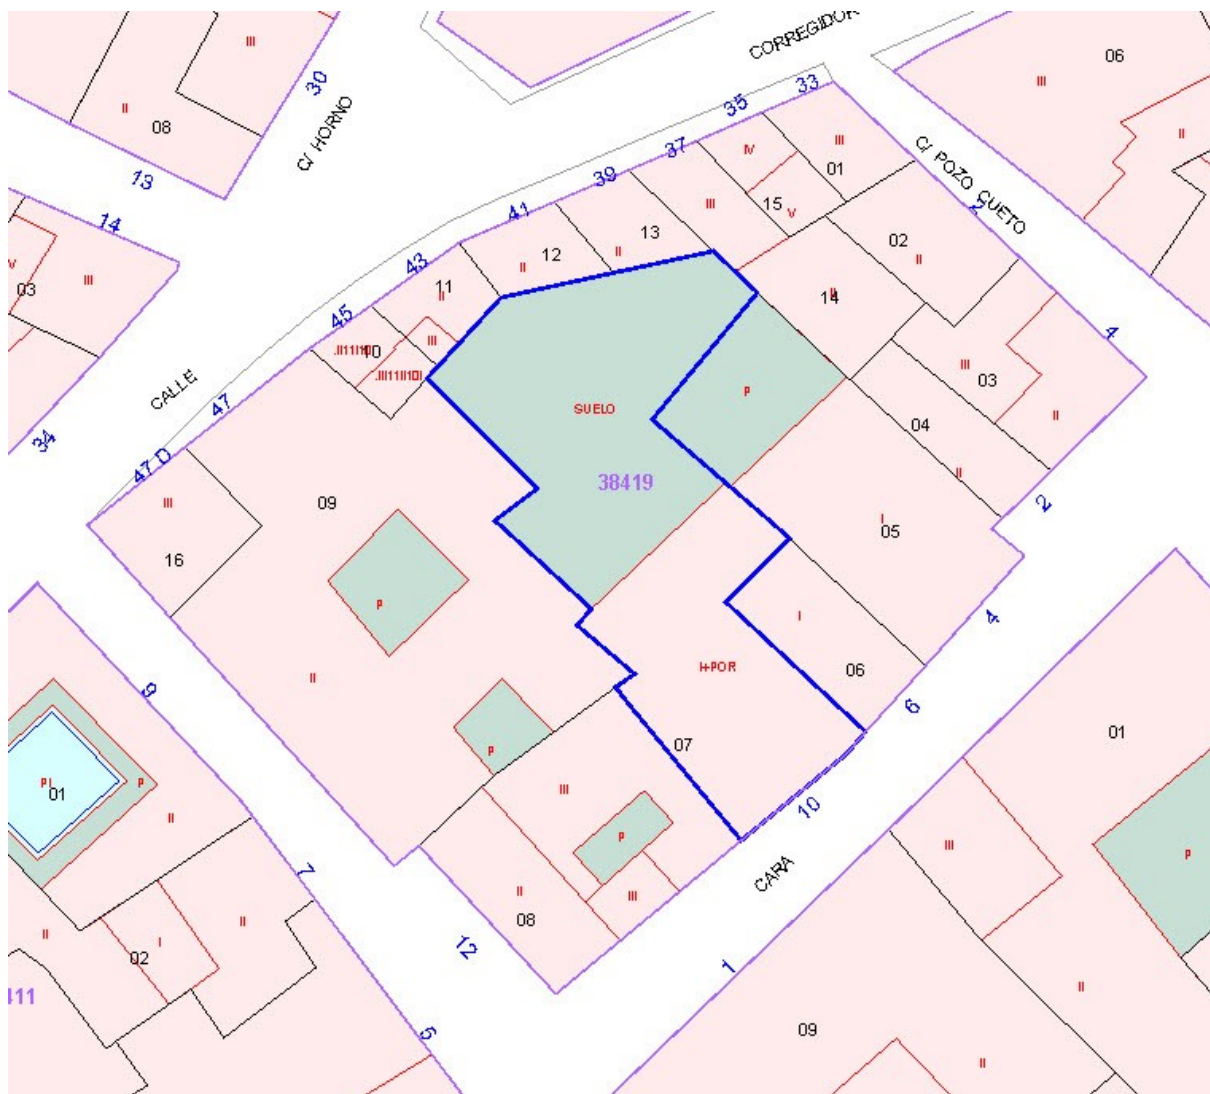 CORREGIDOR
III
30
II
08
C/ HORNO
13
14
III
03
34
CALLE
33
35
37
39
41
43
45
47
47 D
IV
III
01
15
V
III
13
II
12
II
11
II
III
10
C/ POZO CUETO
2
4
III
06
II
02
II
14
II
III
03
II
04
II
P
SUELO
38419
I
05
2
09
III
16
P
II
I
06
4
6
I+POR
07
10
P
III
P
II
III
08
12
CARA
9
P
01
II
7
II
II
I
02
5
01
III
P
II
1
09
II